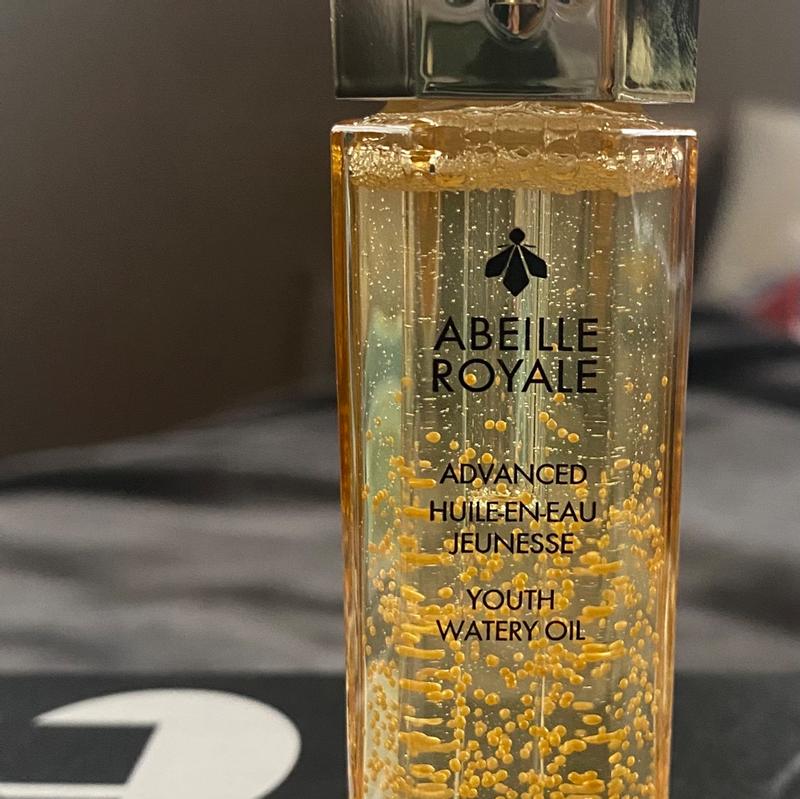 ABEILLE
ROYALE
ADVANCED
HUILE-EN-EAU
JEUNESSE
YOUTH
WATERY OIL